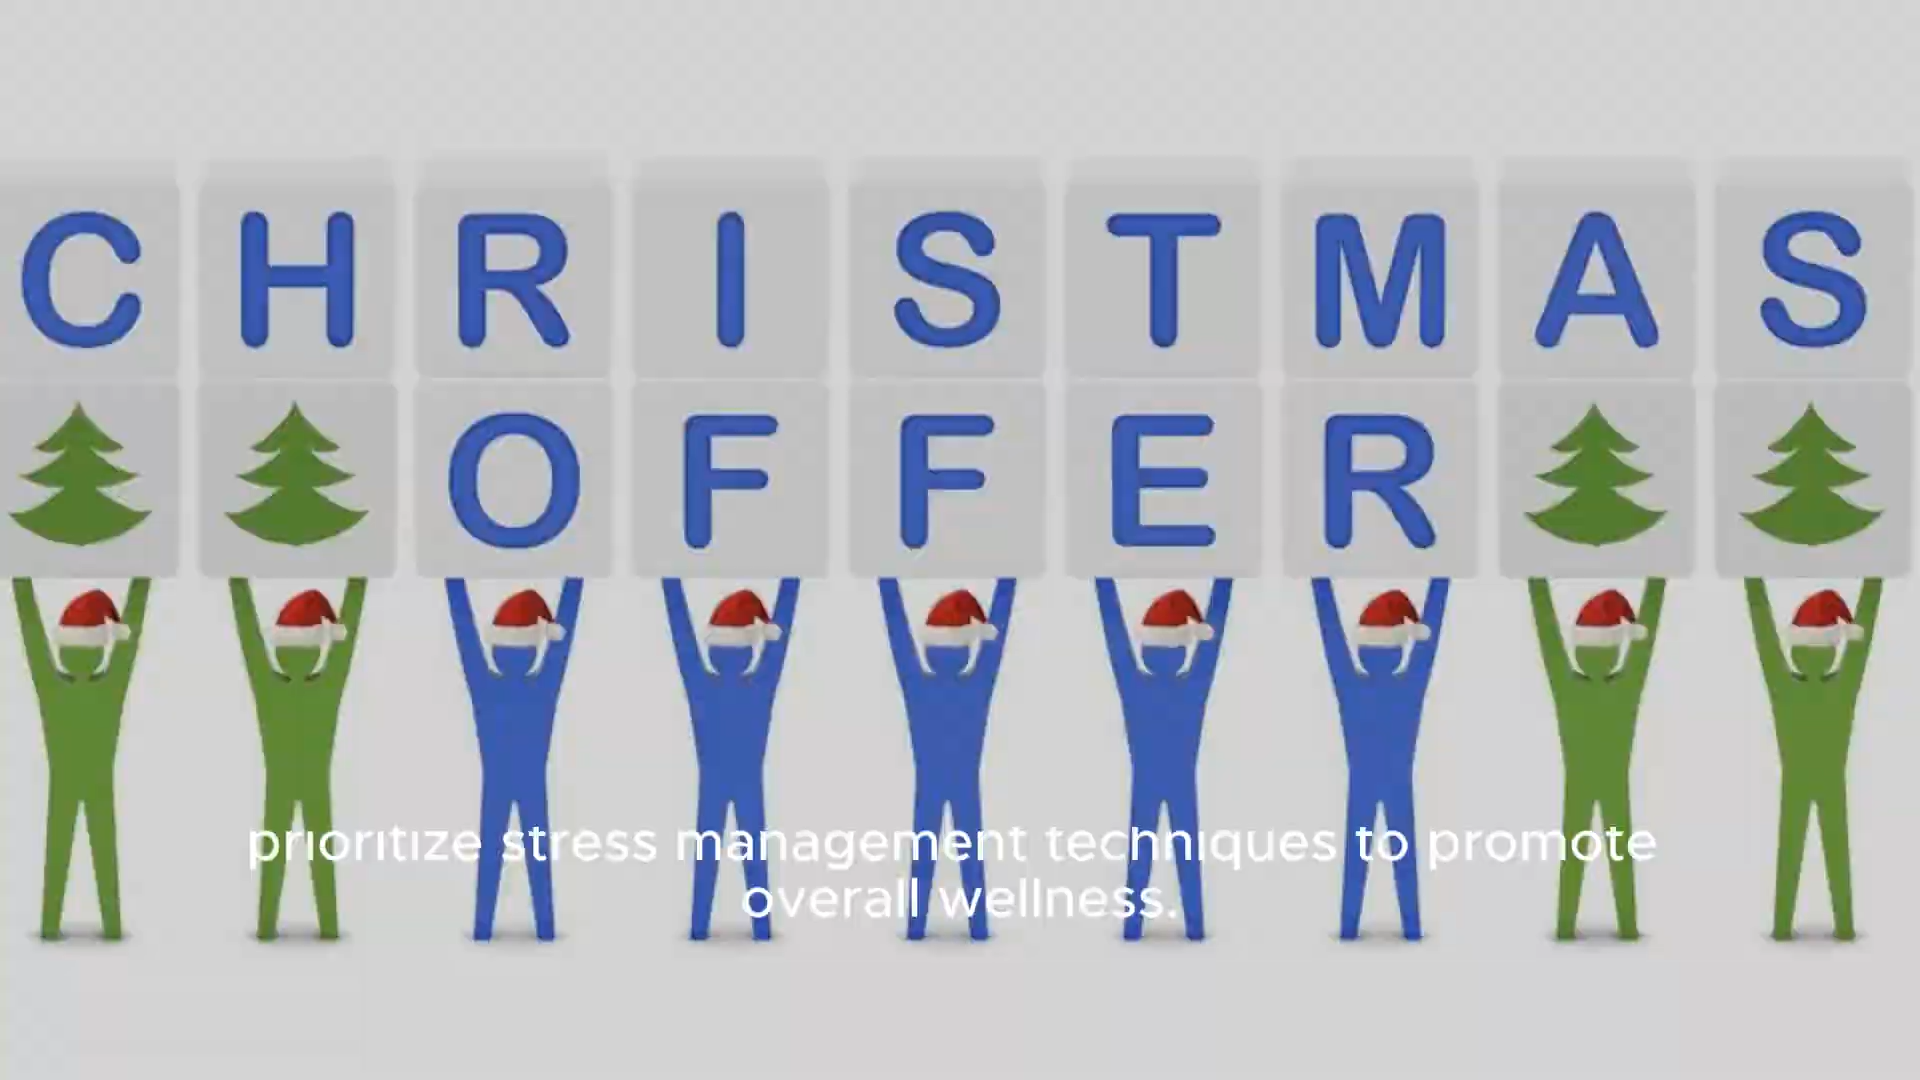 CHRISTMAS
OFFER
prioritize stress management techniques to promote
overall wellness.